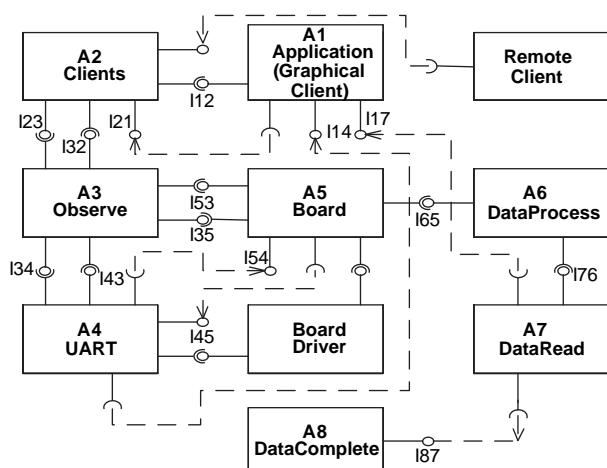 A2
Clients
A1
Application
(Graphical
Client)
Remote
Client
I12
I23
I32
I21
I14
I17
A3
Observe
I53
I35
A5
Board
I65
A6
DataProcess
I34
I43
I54
I76
A4
UART
I45
Board
Driver
A7
DataRead
A8
DataComplete
I87